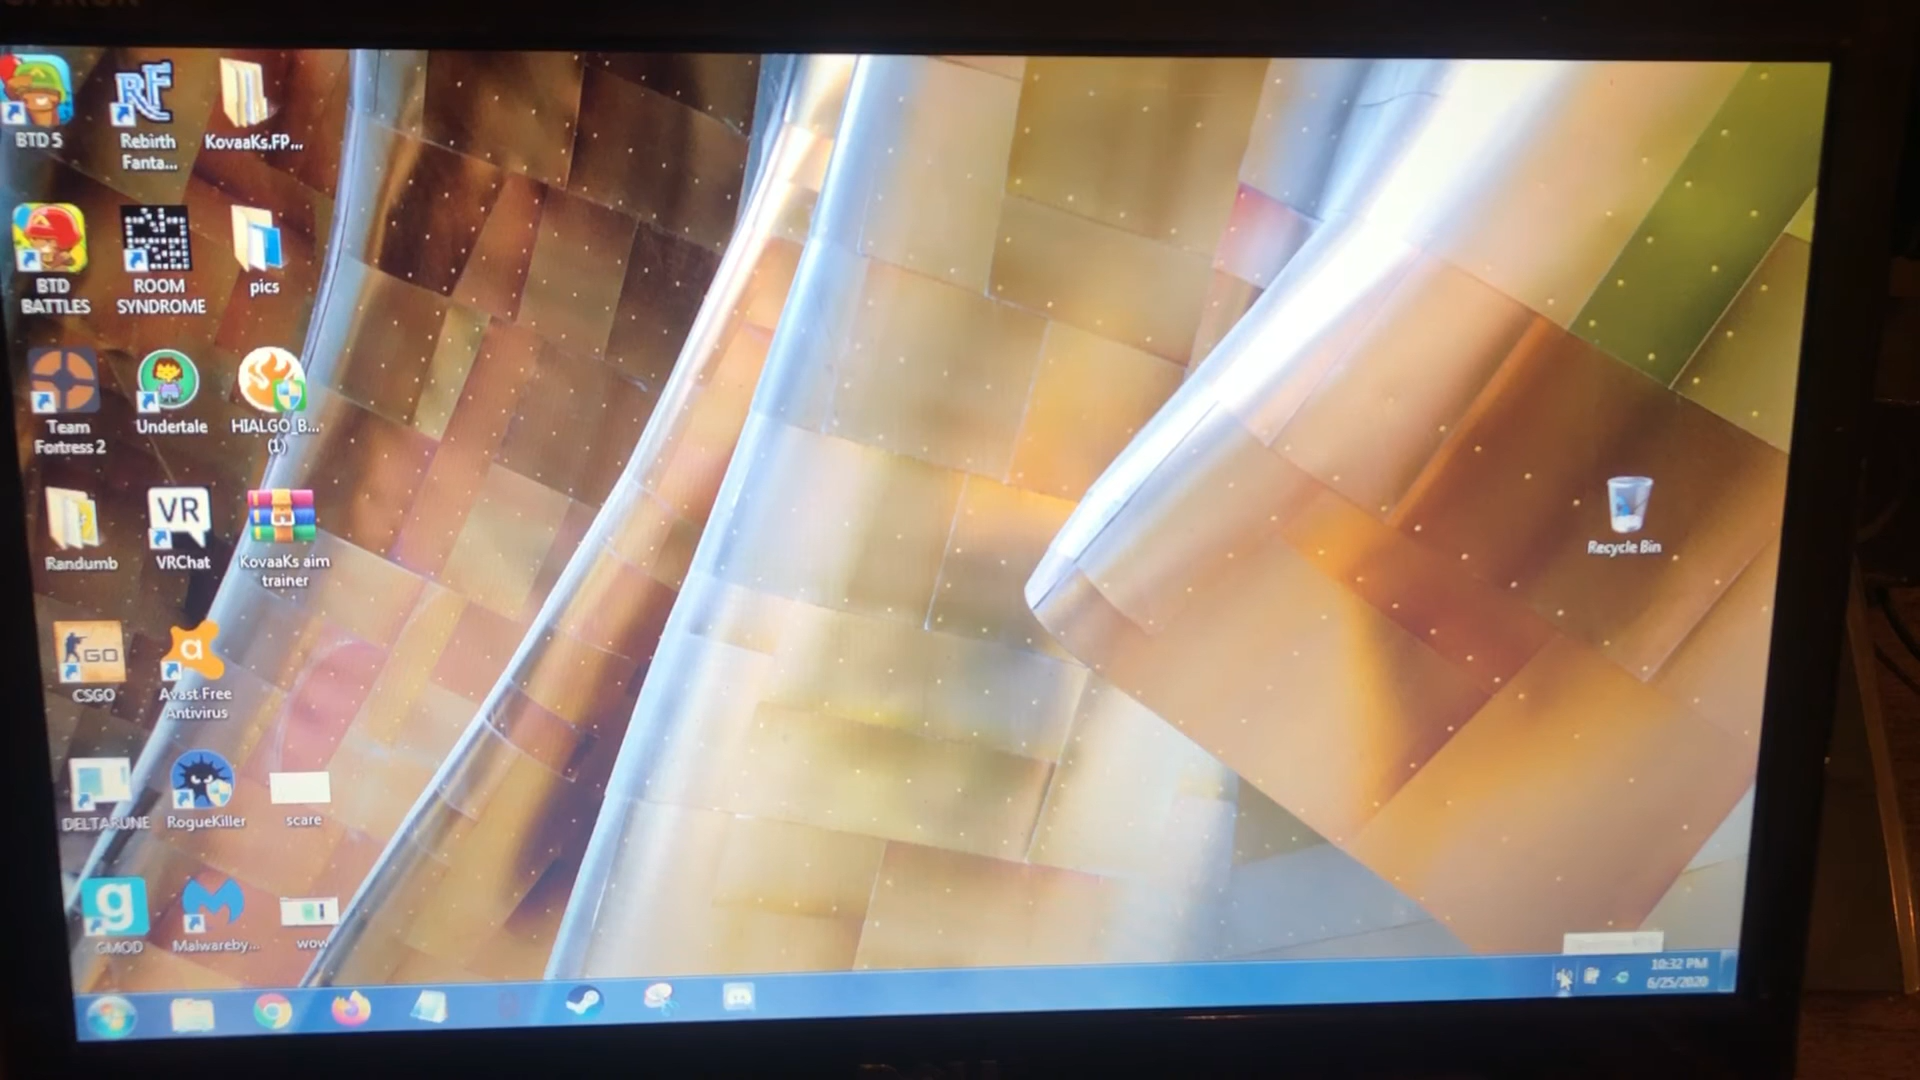 BTD 5
Rebirth
Fanta...
KovaaKs.FP...
BTD
BATTLES
ROOM
SYNDROME
pics
Team
Fortress 2
Undertale
HIALGO_B...
(1)
Randumb
VR
VRChat
KovaaKs aim
trainer
GO
CSGO
a
Avast Free
Antivirus
DELTARUNE
RogueKiller
scare
g
GMOD
Malwareby...
wow
Recycle Bin
10:32 PM
6/25/2020